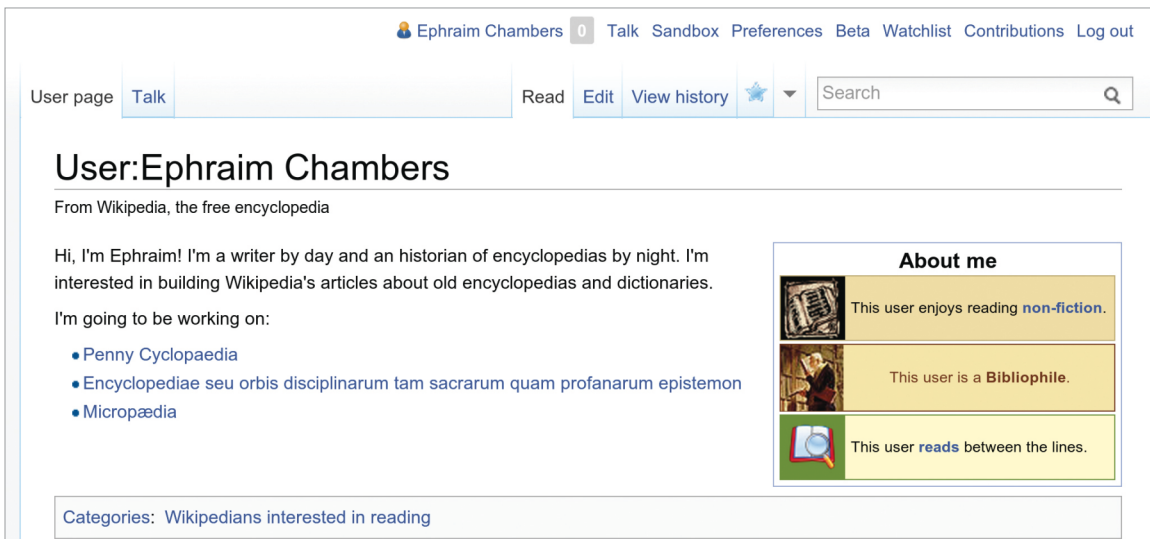 Ephraim Chambers 0 Talk Sandbox Preferences Beta Watchlist Contributions Log out
User page Talk Read Edit View history Search
User:Ephraim Chambers
From Wikipedia, the free encyclopedia
Hi, I'm Ephraim! I'm a writer by day and an historian of encyclopedias by night. I'm
interested in building Wikipedia's articles about old encyclopedias and dictionaries.
I'm going to be working on:
Penny Cyclopaedia
Encyclopediae seu orbis disciplinarum tam sacrarum quam profanarum epistemon
Micropædia
About me
This user enjoys reading non-fiction.
This user is a Bibliophile.
This user reads between the lines.
Categories: Wikipedians interested in reading